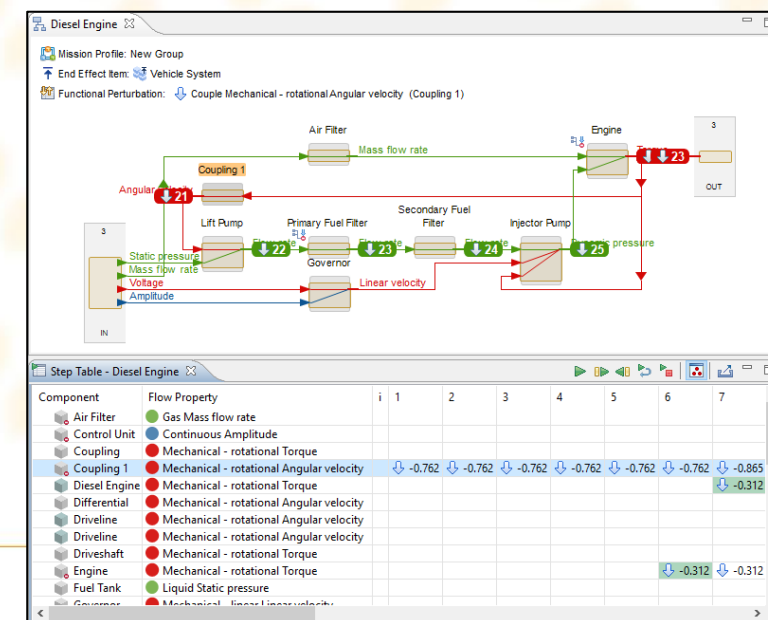 Diesel Engine
Mission Profile: New Group
End Effect Item: Vehicle System
Functional Perturbation: Couple Mechanical - rotational Angular velocity (Coupling 1)
Air Filter
Engine
3
Mass flow rate
23
OUT
Coupling 1
Angular
21
Secondary Fuel
Filter
3
Lift Pump
Primary Fuel Filter
Injector Pump
22
23
24
25
pressure
Static pressure
Mass flow rate
Governor
Voltage
Linear velocity
Amplitude
IN
Step Table - Diesel Engine
Component Flow Property i 1 2 3 4 5 6 7
Air Filter Gas Mass flow rate
Control Unit Continuous Amplitude
Coupling Mechanical - rotational Torque
Coupling 1 Mechanical - rotational Angular velocity -0.762 -0.762 -0.762 -0.762 -0.762 -0.762 -0.865
Diesel Engine Mechanical - rotational Torque -0.312
Differential Mechanical - rotational Angular velocity
Driveline Mechanical - rotational Angular velocity
Driveline Mechanical - rotational Angular velocity
Driveshaft Mechanical - rotational Torque
Engine Mechanical - rotational Torque -0.312 -0.312
Fuel Tank Liquid Static pressure
Governor Mechanical - linear Linear velocity